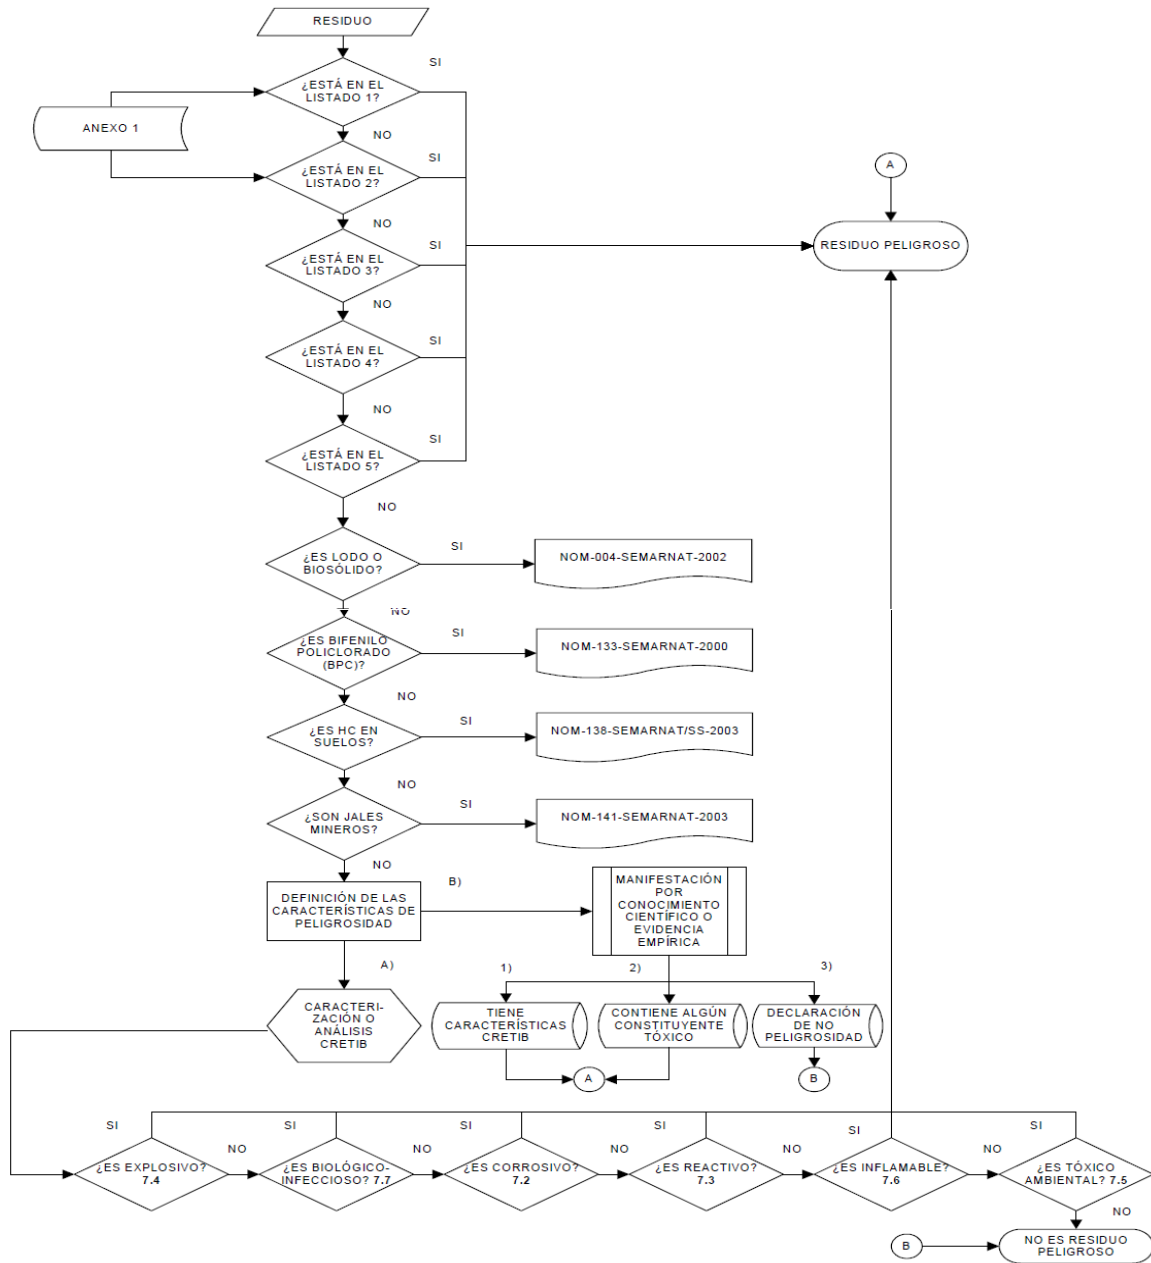 RESIDUO
SI
¿ESTÁ EN EL
LISTADO 1?
ANEXO 1
NO
SI
¿ESTÁ EN EL
LISTADO 2?
A
NO
SI
RESIDUO PELIGROSO
¿ESTÁ EN EL
LISTADO 3?
NO
SI
¿ESTÁ EN EL
LISTADO 4?
NO
SI
¿ESTÁ EN EL
LISTADO 5?
NO
¿ES LODO O
BIOSÓLIDO?
SI
NOM-004-SEMARNAT-2002
NO
¿ES BIFENILO
POLICLORADO
(BPC)?
SI
NOM-133-SEMARNAT-2000
NO
¿ES HC EN
SUELOS?
SI
NOM-138-SEMARNAT/SS-2003
NO
¿SON JALES
MINEROS?
SI
NOM-141-SEMARNAT-2003
NO
DEFINICIÓN DE LAS
CARACTERÍSTICAS DE
PELIGROSIDAD
B)
MANIFESTACIÓN
POR
CONOCIMIENTO
CIENTÍFICO O
EVIDENCIA
EMPÍRICA
A)
1)
2)
3)
CARACTERI-
ZACIÓN O
ANÁLISIS
CRETIB
TIENE
CARACTERÍSTICAS
CRETIB
CONTIENE ALGÚN
CONSTITUYENTE
TÓXICO
DECLARACIÓN
DE NO
PELIGROSIDAD
A
B
SI
SI
SI
SI
SI
SI
¿ES EXPLOSIVO?
7.4
NO
¿ES BIOLÓGICO-
INFECCIOSO? 7.7
NO
¿ES CORROSIVO?
7.2
NO
¿ES REACTIVO?
7.3
NO
¿ES INFLAMABLE?
7.6
NO
¿ES TÓXICO
AMBIENTAL? 7.5
NO
B
NO ES RESIDUO
PELIGROSO